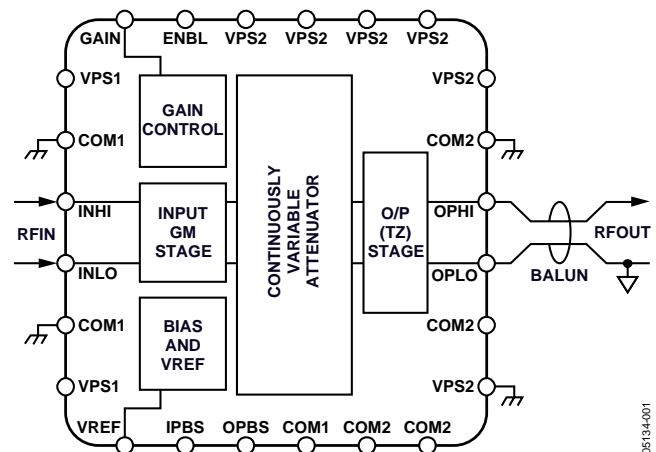 GAIN ENBL VPS2 VPS2 VPS2 VPS2
VPS1
VPS2
GAIN
CONTROL
COM1
COM2
CONTINUOUSLY
VARIABLE
ATTENUATOR
INHI
RFIN
INLO
INPUT
GM
STAGE
O/P
(TZ)
STAGE
OPHI
OPLO
RFOUT
BALUN
COM1
COM2
BIAS
AND
VREF
VPS1
VPS2
VREF IPBS OPBS COM1 COM2 COM2
05134-001